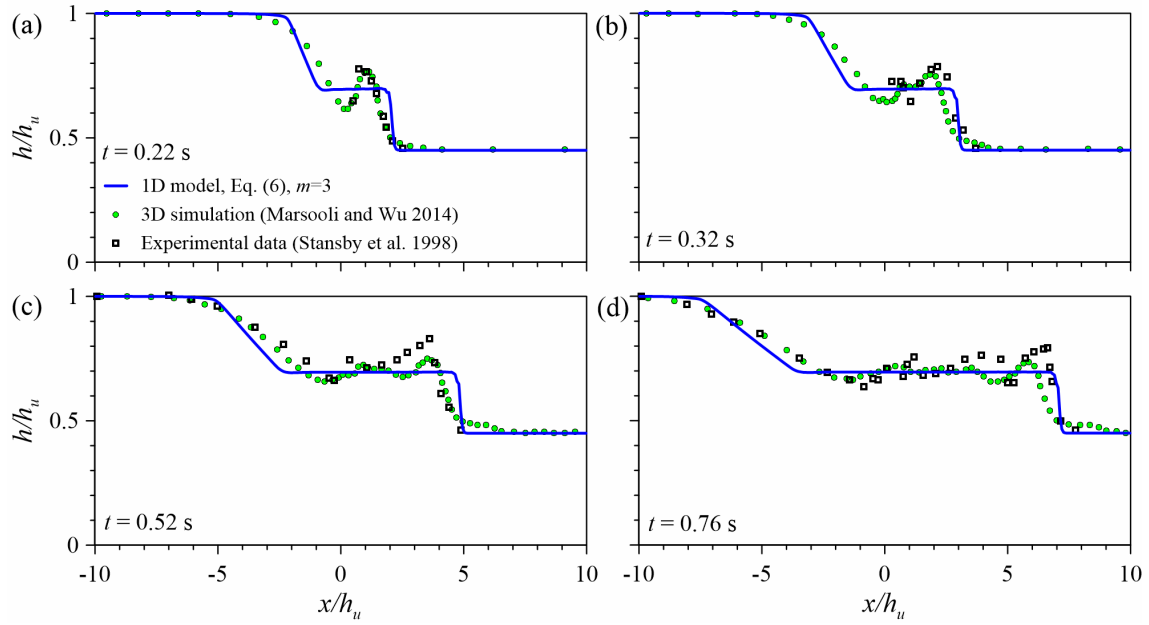 (a)
1
0.5
0
h/hu
t = 0.22 s
1D model, Eq. (6), m=3
3D simulation (Marsooli and Wu 2014)
Experimental data (Stansby et al. 1998)
(b)
t = 0.32 s
(c)
1
0.5
0
h/hu
t = 0.52 s
-10 -5 0 5 10
x/hu
(d)
t = 0.76 s
-10 -5 0 5 10
x/hu